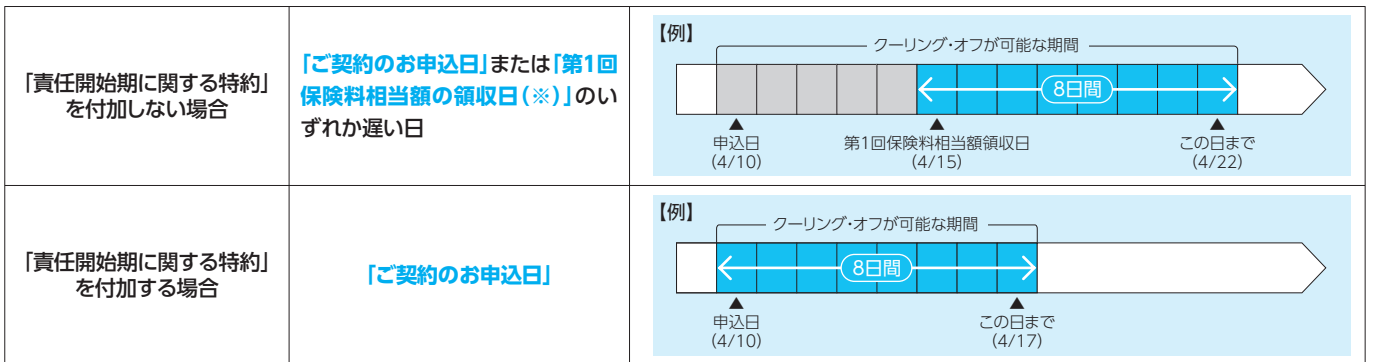 「責任開始期に関する特約」
を付加しない場合
「ご契約のお申込日」または「第1回
保険料相当額の領収日(※)」のい
ずれか遅い日
【例】
クーリング・オフが可能な期間
8日間
申込日
(4/10)
第1回保険料相当額領収日
(4/15)
この日まで
(4/22)
「責任開始期に関する特約」
を付加する場合
「ご契約のお申込日」
【例】
クーリング・オフが可能な期間
8日間
申込日
(4/10)
この日まで
(4/17)